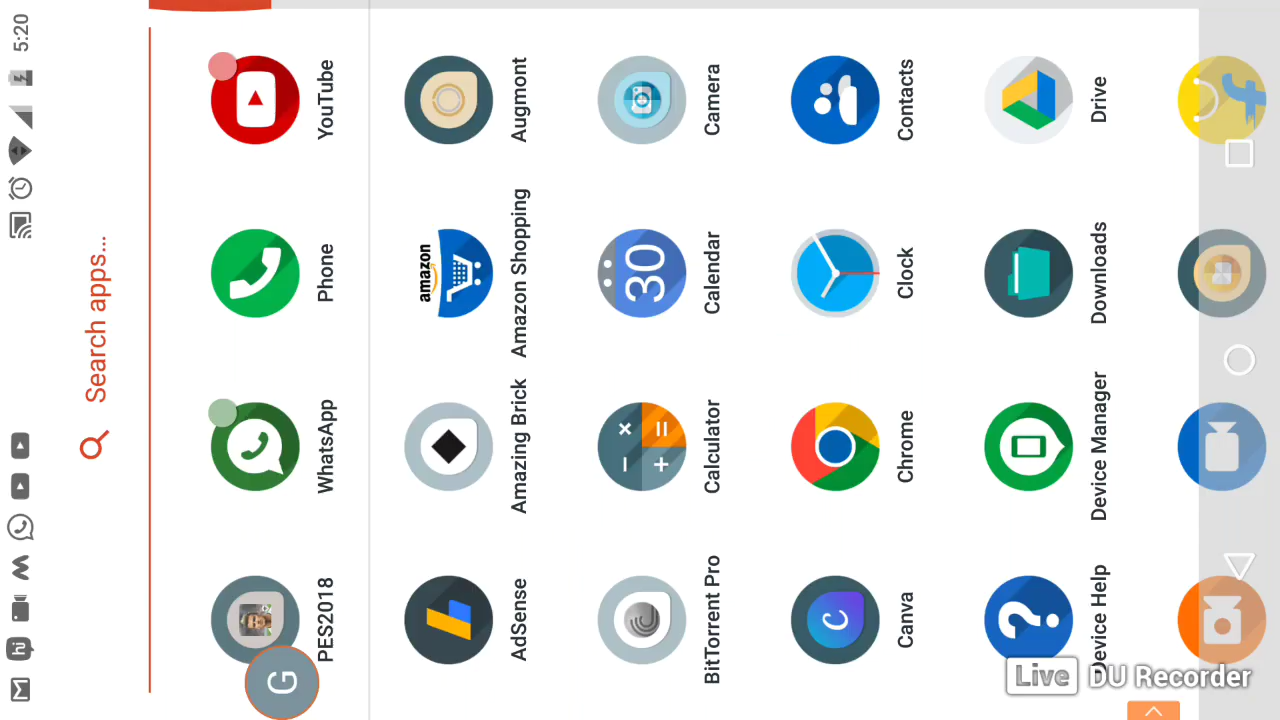 hi 5:20
Search apps...
G
PES2018 WhatsApp Phone YouTube
amazon
AdSense Amazing Brick Amazon Shopping Augmont
30
BitTorrent Pro Calculator Calendar Camera
C
Canva Chrome Clock Contacts
Device Help Device Manager Downloads Drive
Live DU Recorder